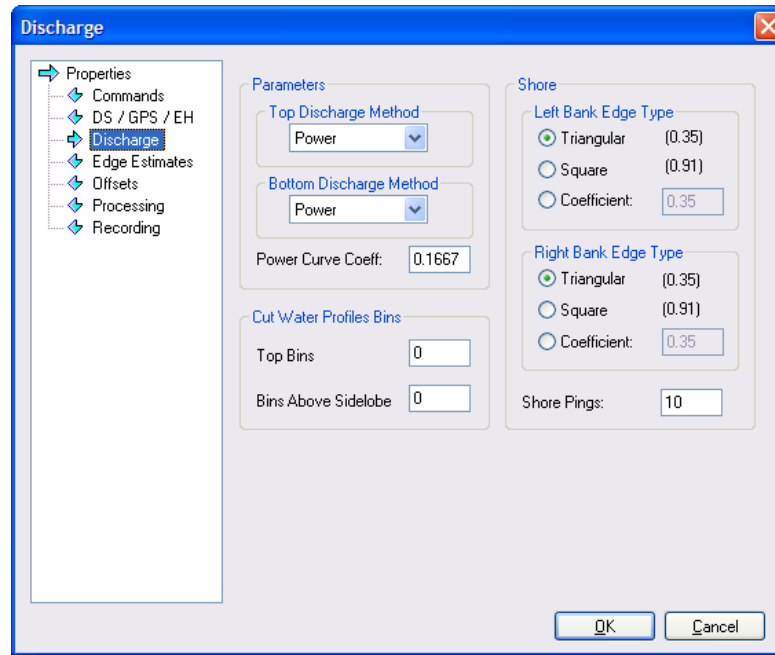 Discharge
Properties
Commands
DS / GPS / EH
Discharge
Edge Estimates
Offsets
Processing
Recording
Parameters
Top Discharge Method
Power
Bottom Discharge Method
Power
Power Curve Coeff: 0.1667
Cut Water Profiles Bins
Top Bins 0
Bins Above Sidelobe 0
Shore
Left Bank Edge Type
Triangular (0.35)
Square (0.91)
Coefficient: 0.35
Right Bank Edge Type
Triangular (0.35)
Square (0.91)
Coefficient: 0.35
Shore Pings: 10
OK Cancel